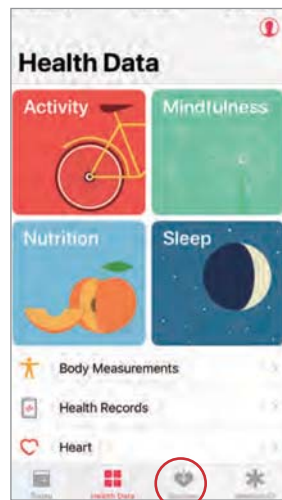 Health Data
Activity
Mindfulness
Nutrition
Sleep
Body Measurements
Health Records
Heart
Health Data